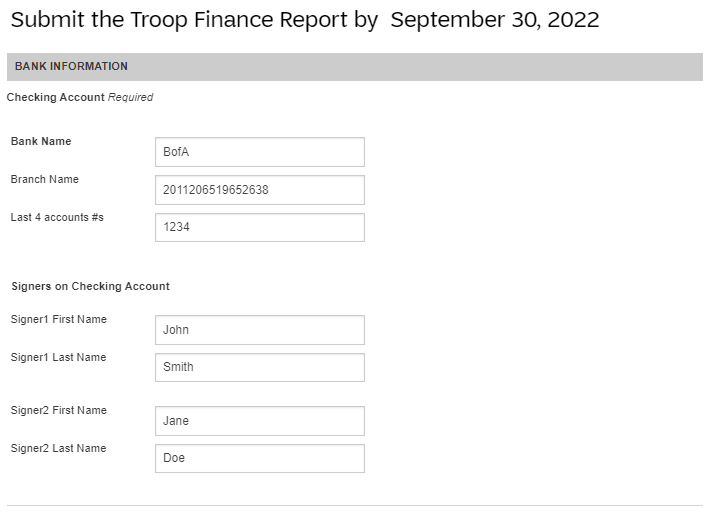 Submit the Troop Finance Report by September 30, 2022
BANK INFORMATION
Checking Account Required
Bank Name
BofA
Branch Name
2011206519652638
Last 4 accounts #s
1234
Signers on Checking Account
Signer1 First Name
John
Signer1 Last Name
Smith
Signer2 First Name
Jane
Signer2 Last Name
Doe